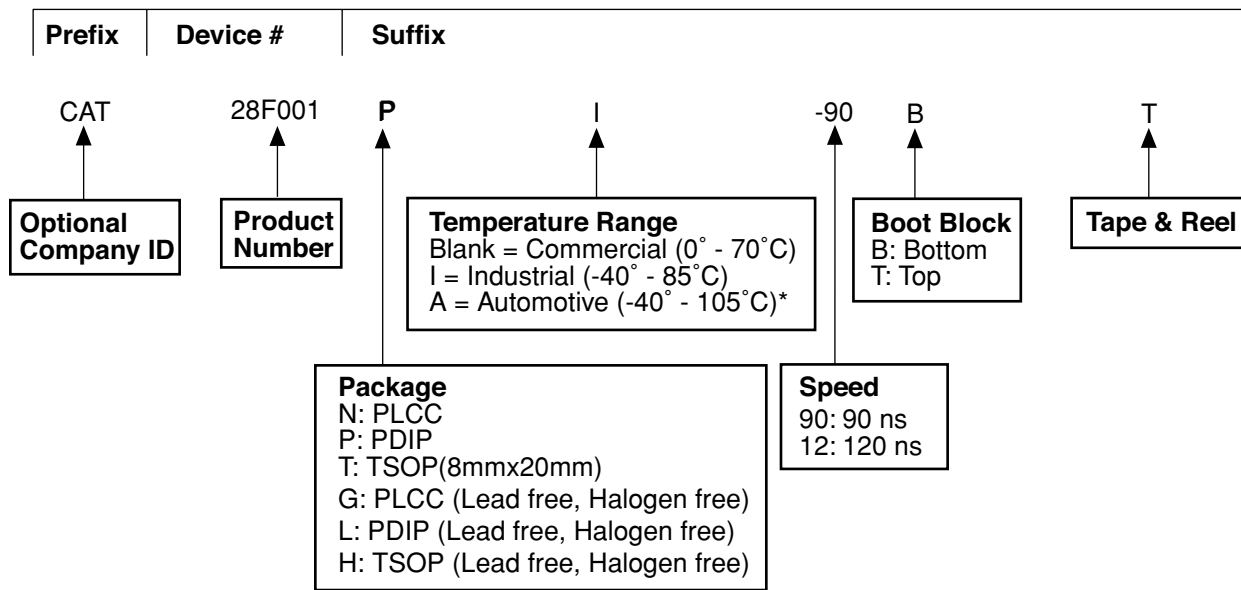 Prefix Device # Suffix
CAT 28F001 P I -90 B T
Optional
Company ID
Product
Number
Temperature Range
Blank = Commercial (0˚ - 70˚C)
I = Industrial (-40˚ - 85˚C)
A = Automotive (-40˚ - 105˚C)*
Boot Block
B: Bottom
T: Top
Tape & Reel
Package
N: PLCC
P: PDIP
T: TSOP(8mmx20mm)
G: PLCC (Lead free, Halogen free)
L: PDIP (Lead free, Halogen free)
H: TSOP (Lead free, Halogen free)
Speed
90: 90 ns
12: 120 ns